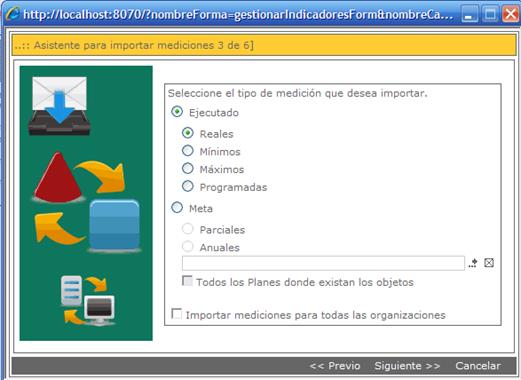 http://localhost:8070/?nombreForma=gestionarIndicadoresForm&nombreCa...
..:: Asistente para importar mediciones 3 de 6]
Seleccione el tipo de medición que desea importar.
Ejecutado
Reales
Mínimos
Máximos
Programadas
Meta
Parciales
Anuales
Todos los Planes donde existan los objetos
Importar mediciones para todas las organizaciones
<< Previo Siguiente >> Cancelar